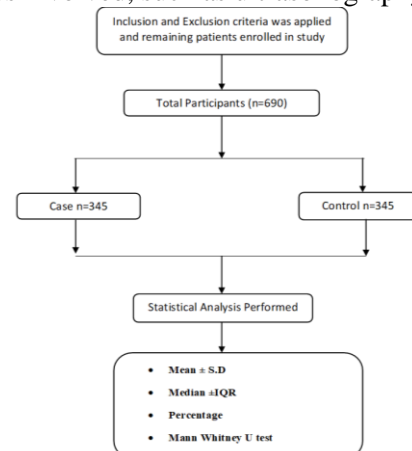 Inclusion and Exclusion criteria was applied
and remaining patients enrolled in study
Total Participants (n=690)
Case n=345
Control n=345
Statistical Analysis Performed
• Mean ± S.D
• Median ±IQR
• Percentage
• Mann Whitney U test